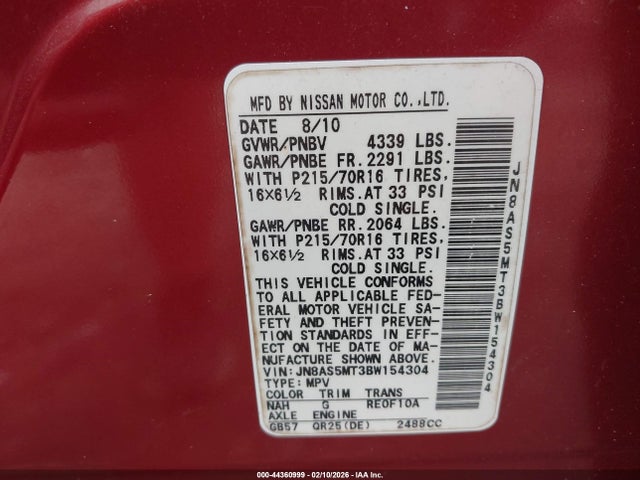 MFD BY NISSAN MOTOR CO.,LTD.
DATE 8/10
GVWR/PNBV 4339 LBS.
GAWR/PNBE FR. 2291 LBS.
WITH P215/70R16 TIRES,
16X6½ RIMS. AT 33 PSI
COLD SINGLE.
GAWR/PNBE RR. 2064 LBS.
WITH P215/70R16 TIRES,
16X6½ RIMS. AT 33 PSI
COLD SINGLE.
THIS VEHICLE CONFORMS
TO ALL APPLICABLE FED-
ERAL MOTOR VEHICLE SA-
FETY AND THEFT PREVEN-
TION STANDARDS IN EFF-
ECT ON THE DATE OF MA-
NUFACTURE SHOWN ABOVE.
VIN: JN8AS5MT3BW154304
TYPE: MPV
COLOR TRIM TRANS
NAH G RE0F10A
AXLE ENGINE
GB57 QR25(DE) 2488CC
JN8AS5MT3BW154304
000-44360999 - 02/10/2026 - IAA Inc.